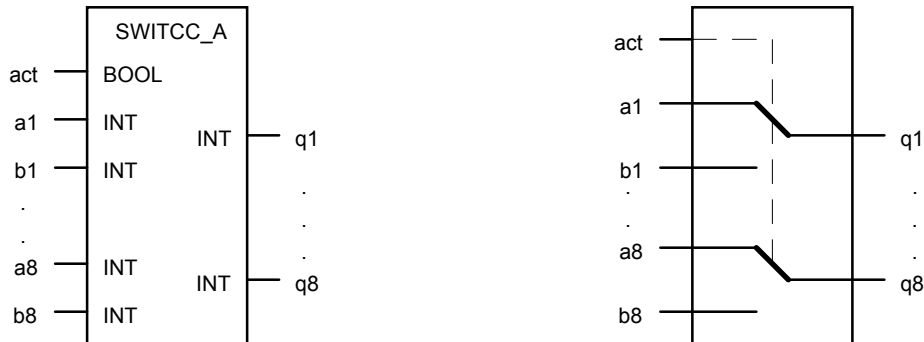 SWITCC_A
act BOOL
a1 INT
INT q1
b1 INT
.
.
.
.
.
a8 INT
INT q8
b8 INT
act
a1
q1
b1
.
.
.
.
.
a8
q8
b8